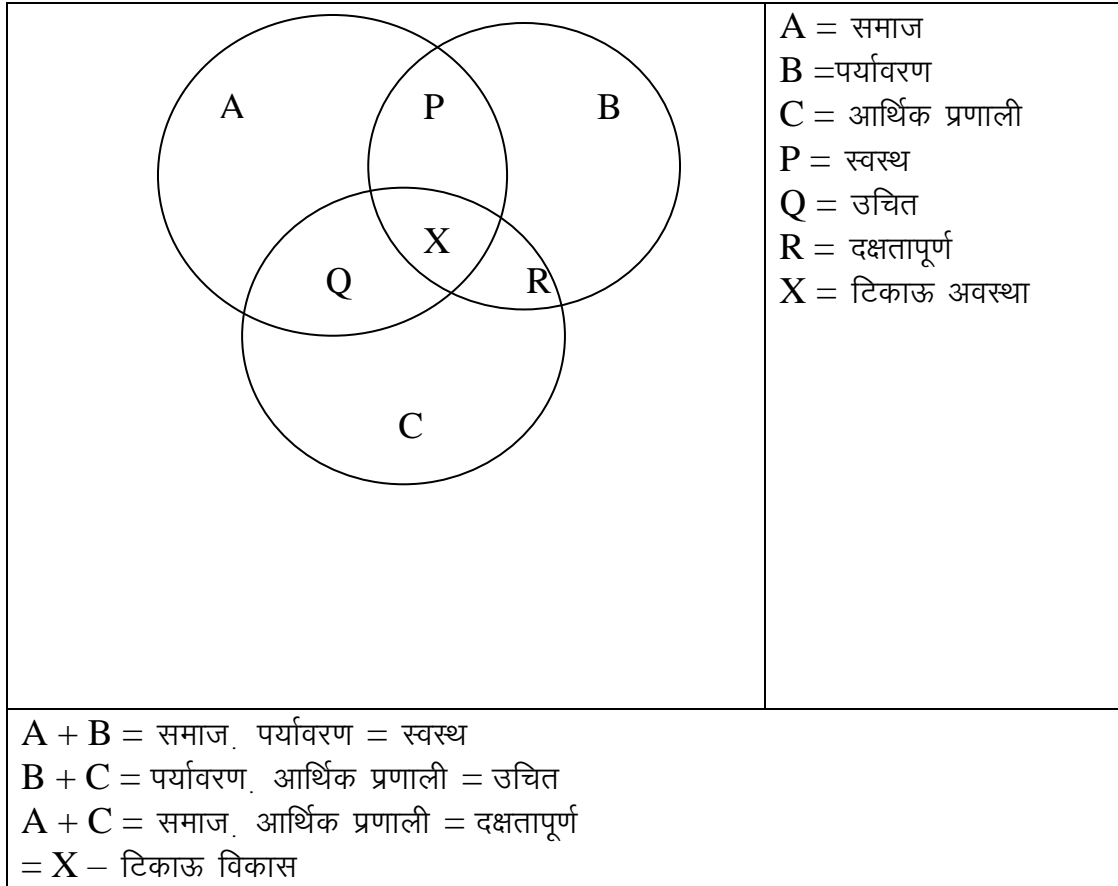 A
P
B
X
Q
R
C
A = समाज
B =पर्यावरण
C = आर्थिक प्रणाली
P = स्वस्थ
Q = उचित
R = दक्षतापूर्ण
X = टिकाऊ अवस्था
A + B = समाज. पर्यावरण = स्वस्थ
B + C = पर्यावरण. आर्थिक प्रणाली = उचित
A + C = समाज. आर्थिक प्रणाली = दक्षतापूर्ण
= X – टिकाऊ विकास